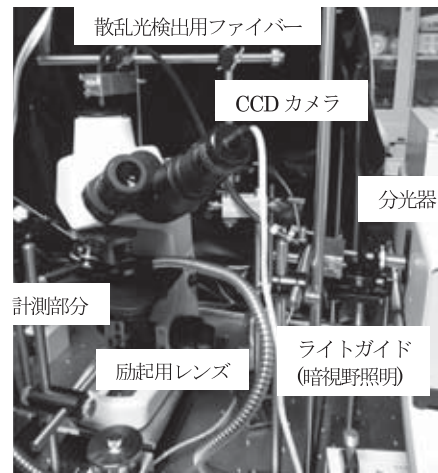 散乱光検出用ファイバー
CCD カメラ
分光器
計測部分
励起用レンズ
ライトガイド
(暗視野照明)